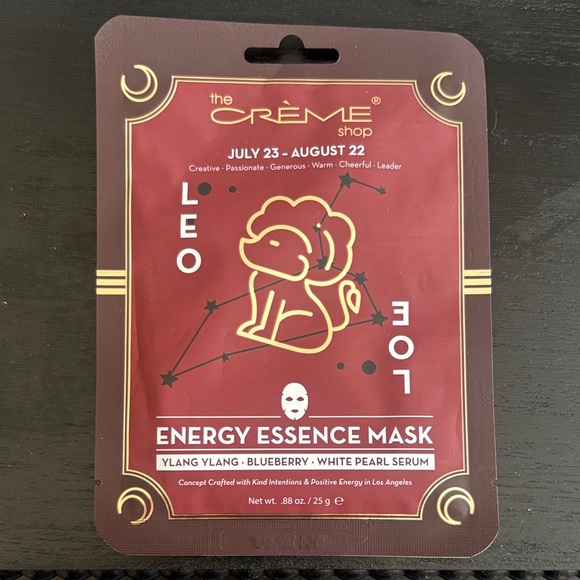 the
CRÈME®
shop
JULY 23 – AUGUST 22
Creative · Passionate · Generous · Warm · Cheerful · Leader
LEO
LEO
ENERGY ESSENCE MASK
YLANG YLANG · BLUEBERRY · WHITE PEARL SERUM
Concept Crafted with Kind Intentions & Positive Energy in Los Angeles
Net wt. .88 oz. / 25 g ℮